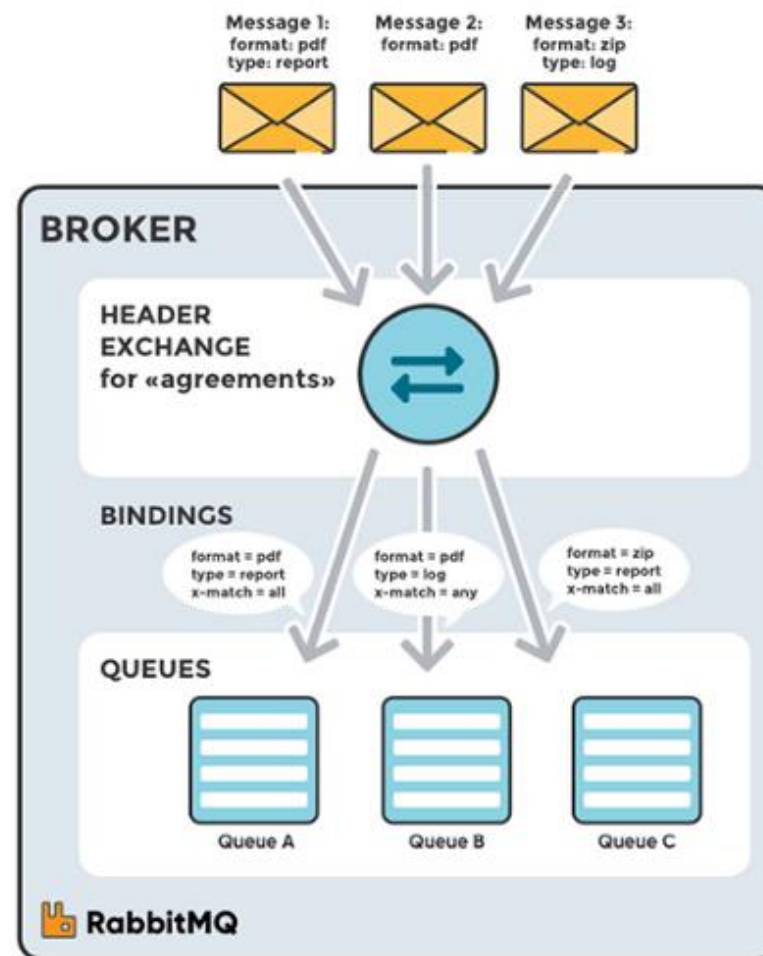 Message 1:
format: pdf
type: report
Message 2:
format: pdf
Message 3:
format: zip
type: log
BROKER
HEADER
EXCHANGE
for «agreements»
BINDINGS
format = pdf
type = report
x-match = all
format = pdf
type = log
x-match = any
format = zip
type = report
x-match = all
QUEUES
Queue A
Queue B
Queue C
RabbitMQ